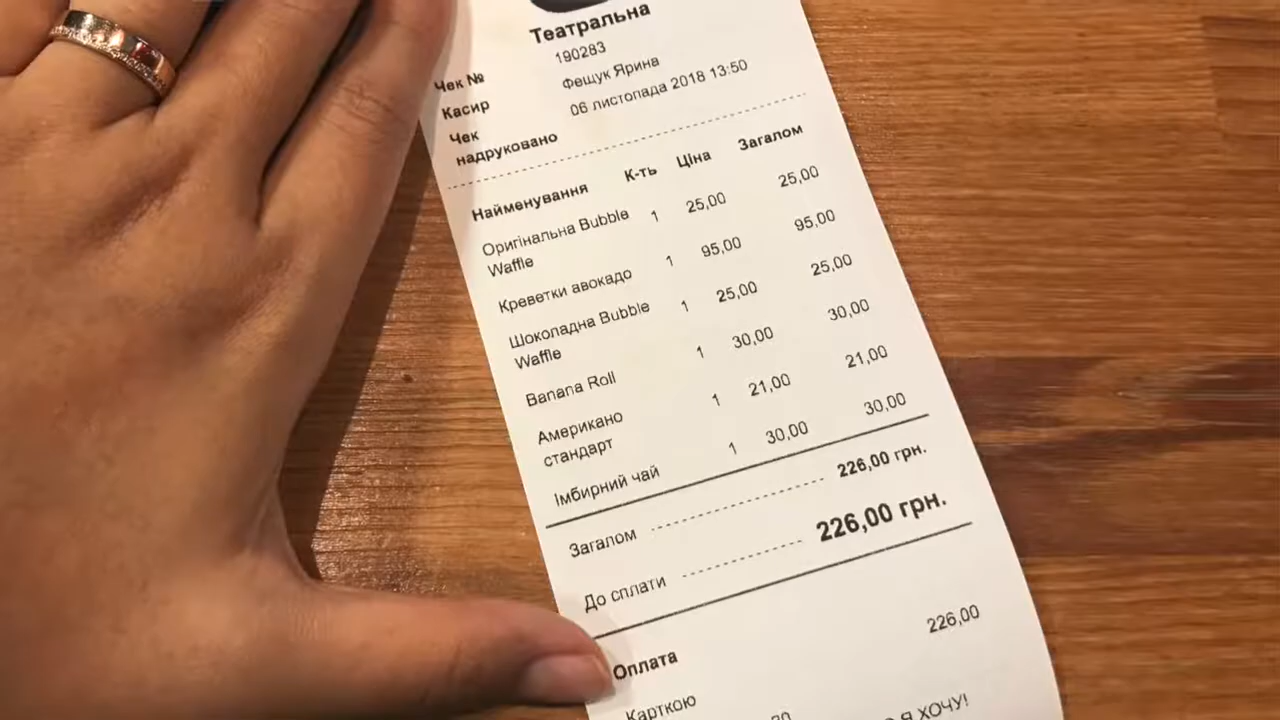 Театральна
Чек № 190283
Касир Фещук Ярина
Чек надруковано 06 листопада 2018 13:50
Найменування К-ть Ціна Загалом
Оригінальна Bubble Waffle 1 25,00 25,00
Креветки авокадо 1 95,00 95,00
Шоколадна Bubble Waffle 1 25,00 25,00
Banana Roll 1 30,00 30,00
Американо стандарт 1 21,00 21,00
Імбирний чай 1 30,00 30,00
Загалом 226,00 грн.
До сплати 226,00 грн.
Оплата
Карткою 226,00
Я ХОЧУ!